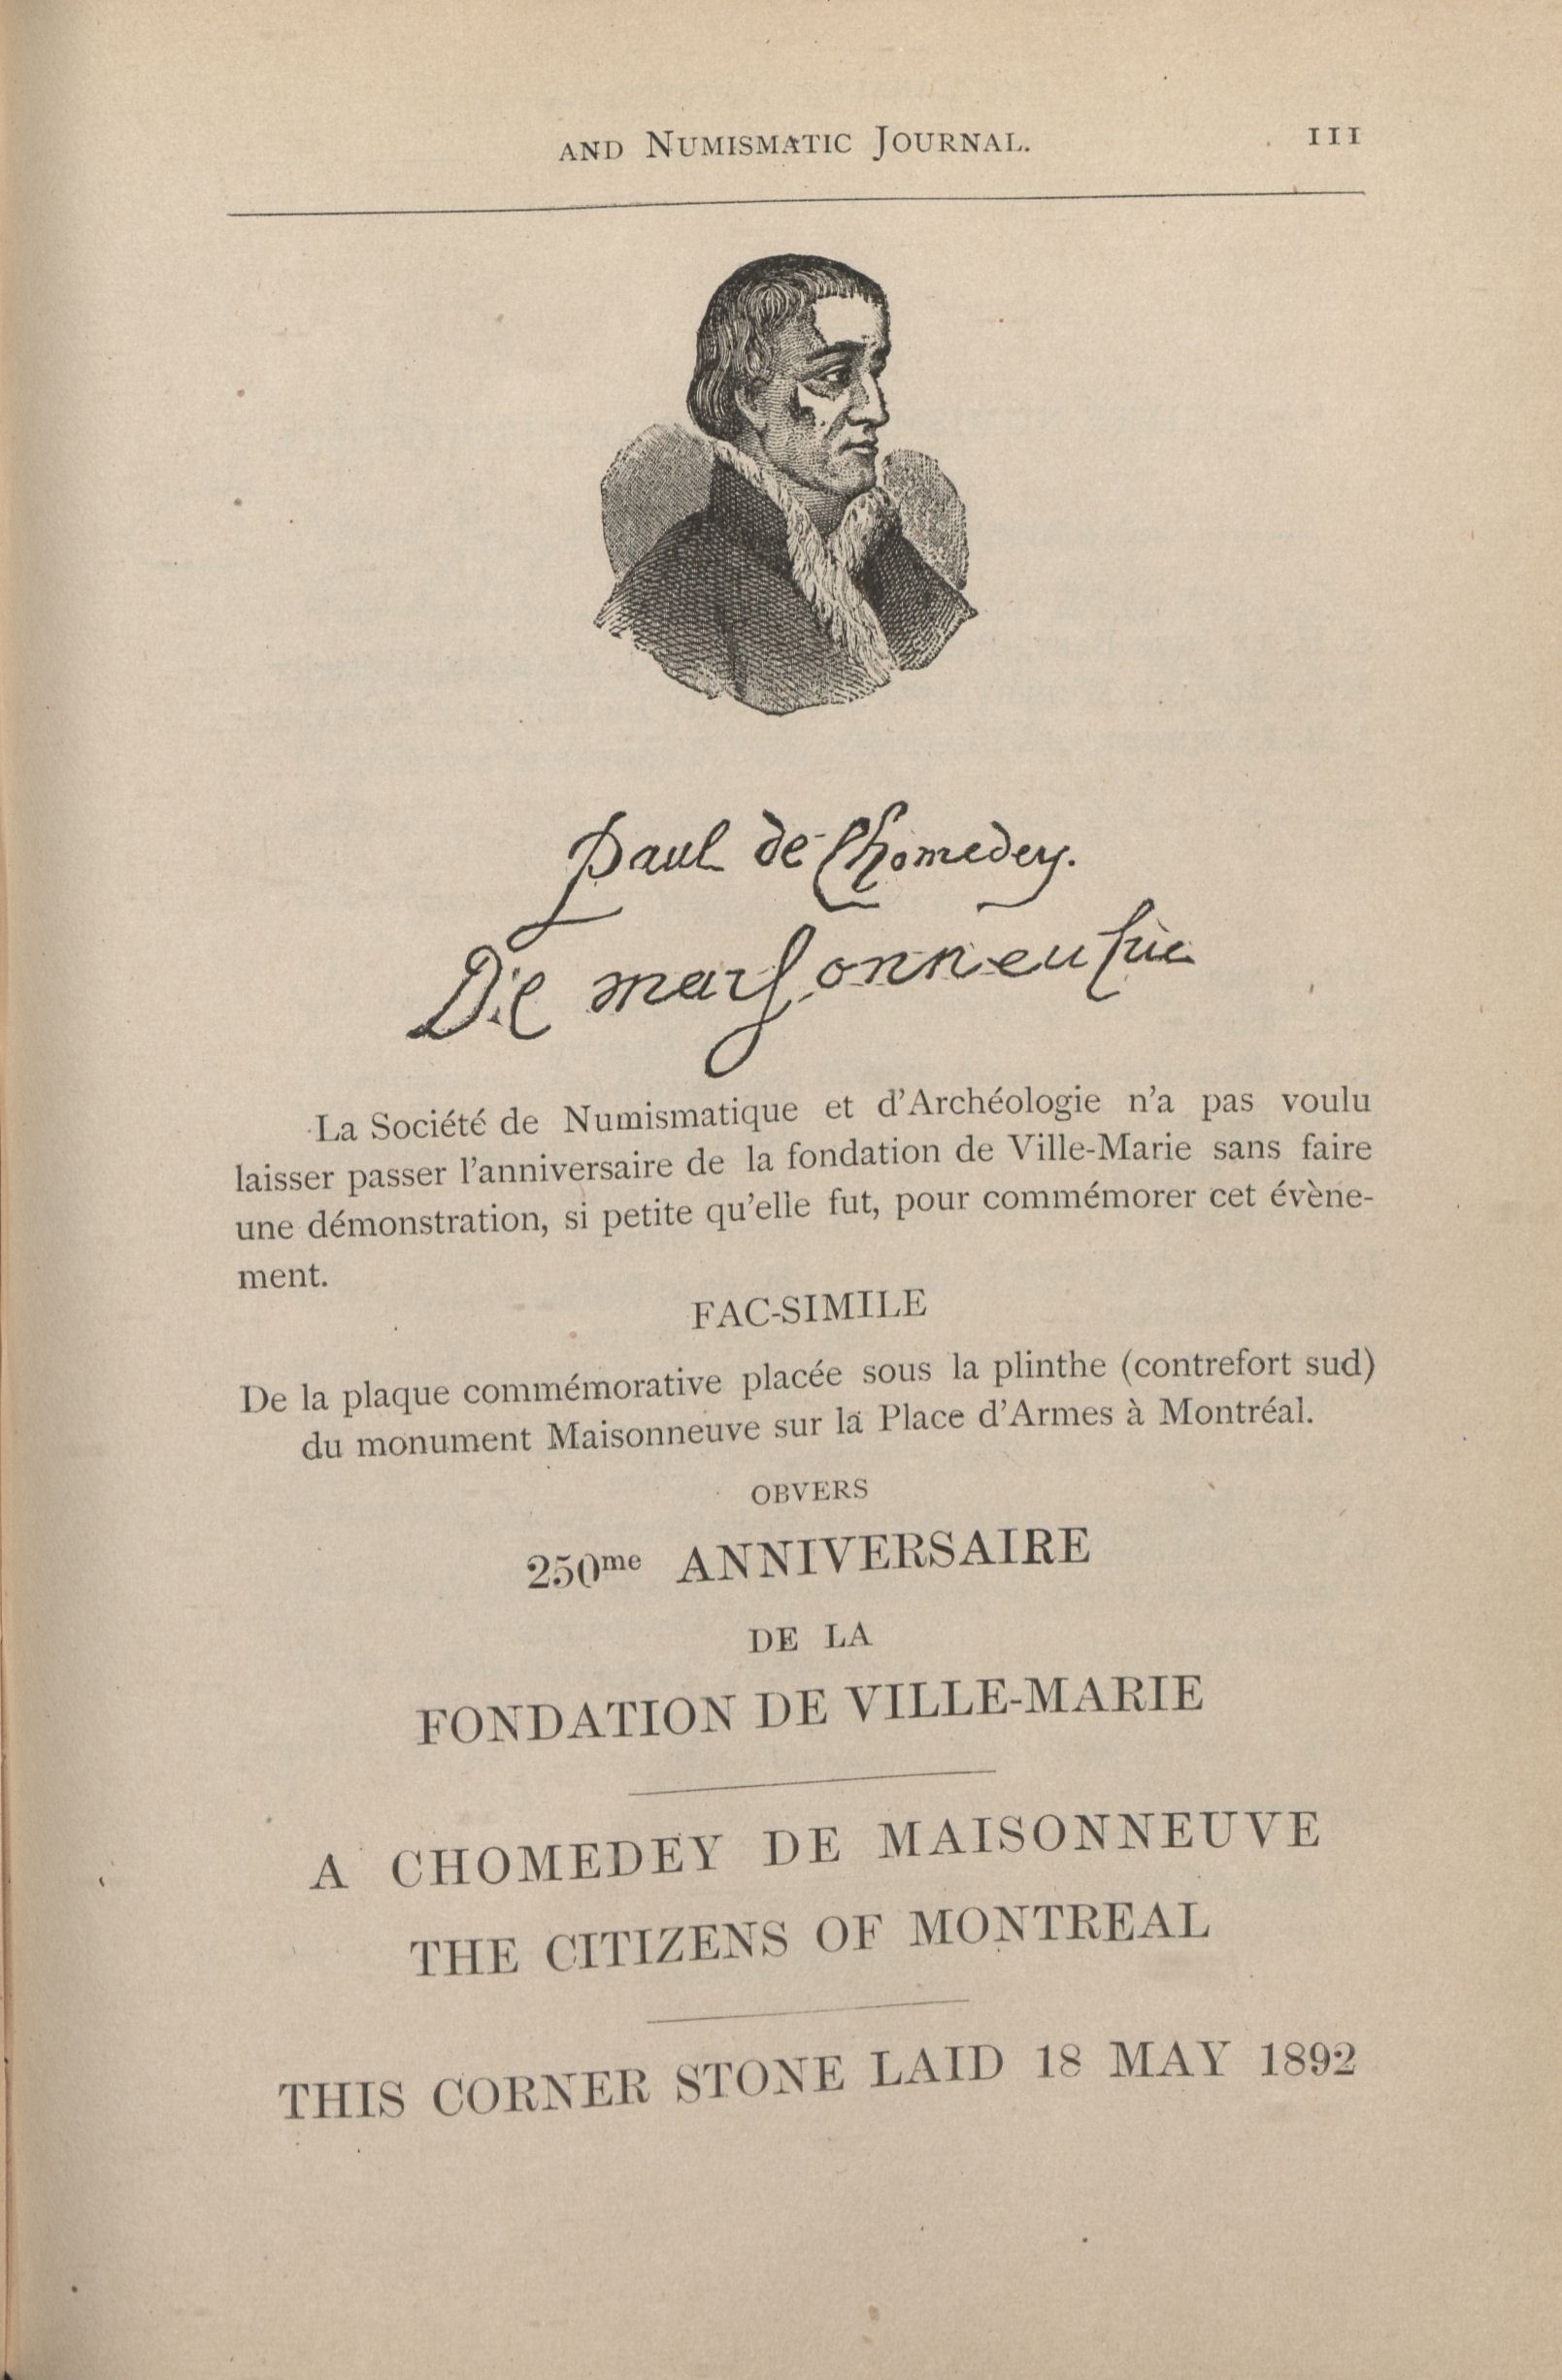 AND NUMISMATIC JOURNAL. 111
Paul de Chomedey.
De maisonneufue
La Société de Numismatique et d'Archéologie n'a pas voulu
laisser passer l'anniversaire de la fondation de Ville-Marie sans faire
une démonstration, si petite qu'elle fut, pour commémorer cet évène-
ment.
FAC-SIMILE
De la plaque commémorative placée sous la plinthe (contrefort sud)
du monument Maisonneuve sur la Place d'Armes à Montréal.
OBVERS
250me ANNIVERSAIRE
DE LA
FONDATION DE VILLE-MARIE
A CHOMEDEY DE MAISONNEUVE
THE CITIZENS OF MONTREAL
THIS CORNER STONE LAID 18 MAY 1892